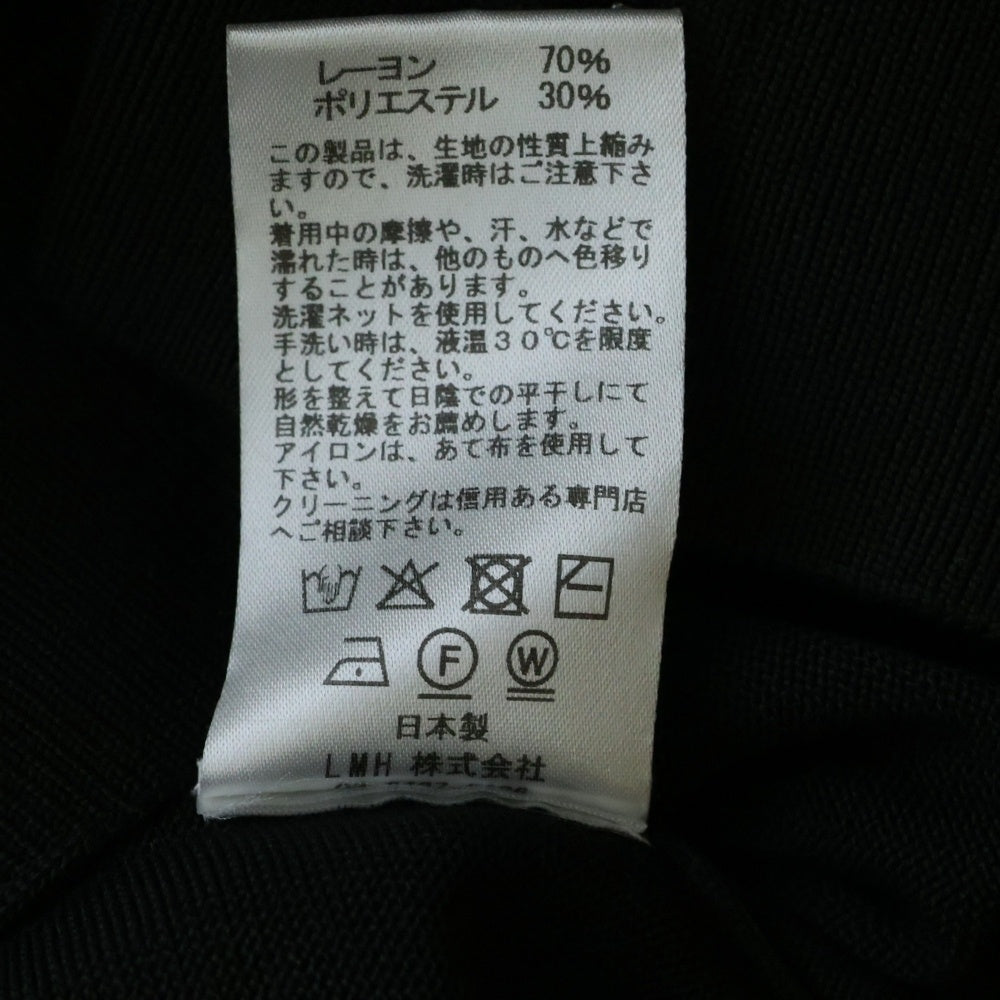 レーヨン 70%
ポリエステル 30%
この製品は、生地の性質上縮み
ますので、洗濯時はご注意下さ
い。
着用中の摩擦や、汗、水などで
濡れた時は、他のものへ色移り
することがあります。
洗濯ネットを使用してください。
手洗い時は、液温30℃を限度
としてください。
形を整えて日陰での平干しにて
自然乾燥をお薦めします。
アイロンは、あて布を使用して
下さい。
クリーニングは信用ある専門店
へご相談下さい。
F W
日本製
LMH 株式会社